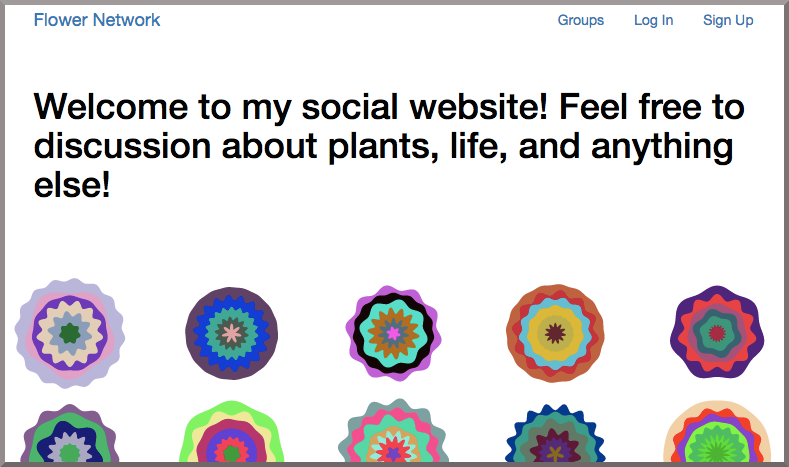 Flower Network
Groups Log In Sign Up
Welcome to my social website! Feel free to
discussion about plants, life, and anything
else!